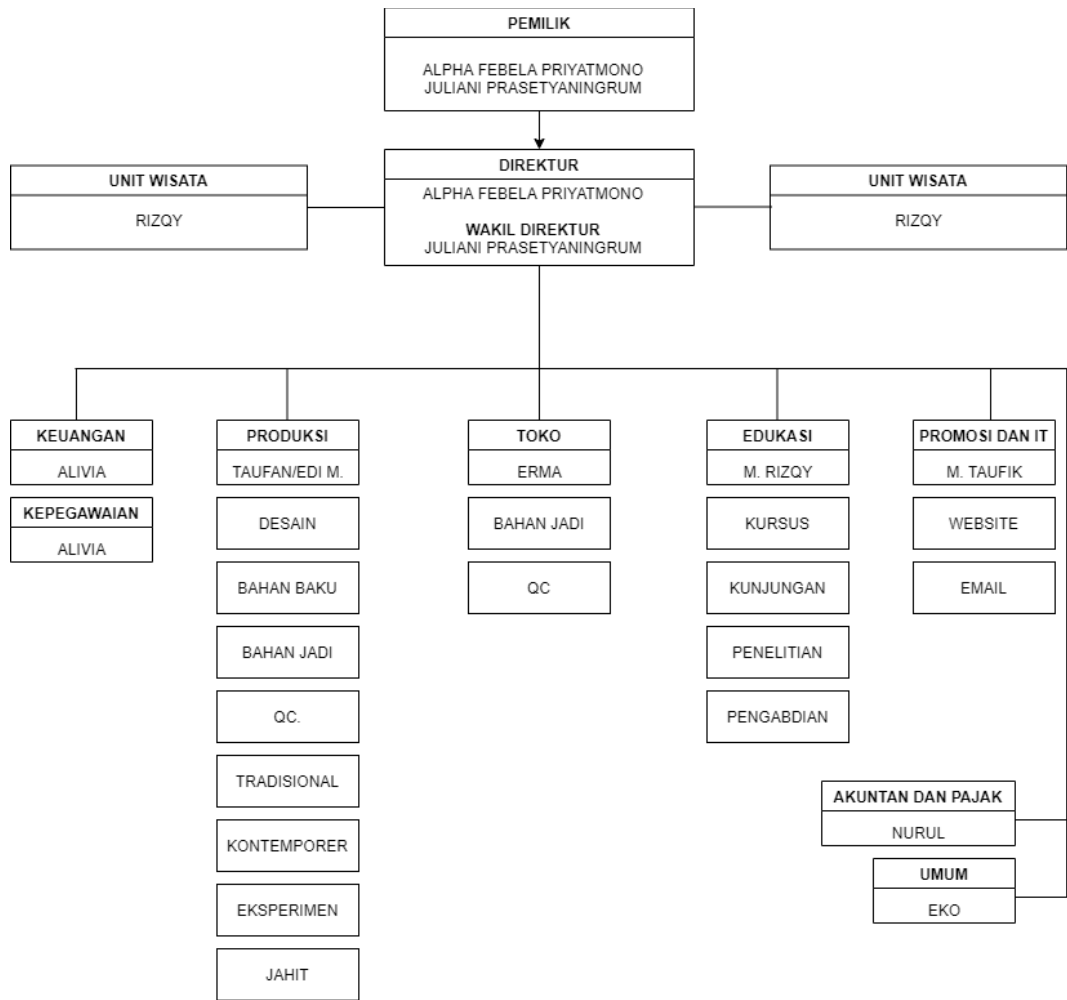 PEMILIK
ALPHA FEBELA PRIYATMONO
JULIANI PRASETYANINGRUM
UNIT WISATA
RIZQY
DIREKTUR
ALPHA FEBELA PRIYATMONO
WAKIL DIREKTUR
JULIANI PRASETYANINGRUM
UNIT WISATA
RIZQY
KEUANGAN
ALIVIA
KEPEGAWAIAN
ALIVIA
PRODUKSI
TAUFAN/EDI M.
DESAIN
BAHAN BAKU
BAHAN JADI
QC.
TRADISIONAL
KONTEMPORER
EKSPERIMEN
JAHIT
TOKO
ERMA
BAHAN JADI
QC
EDUKASI
M. RIZQY
KURSUS
KUNJUNGAN
PENELITIAN
PENGABDIAN
PROMOSI DAN IT
M. TAUFIK
WEBSITE
EMAIL
AKUNTAN DAN PAJAK
NURUL
UMUM
EKO